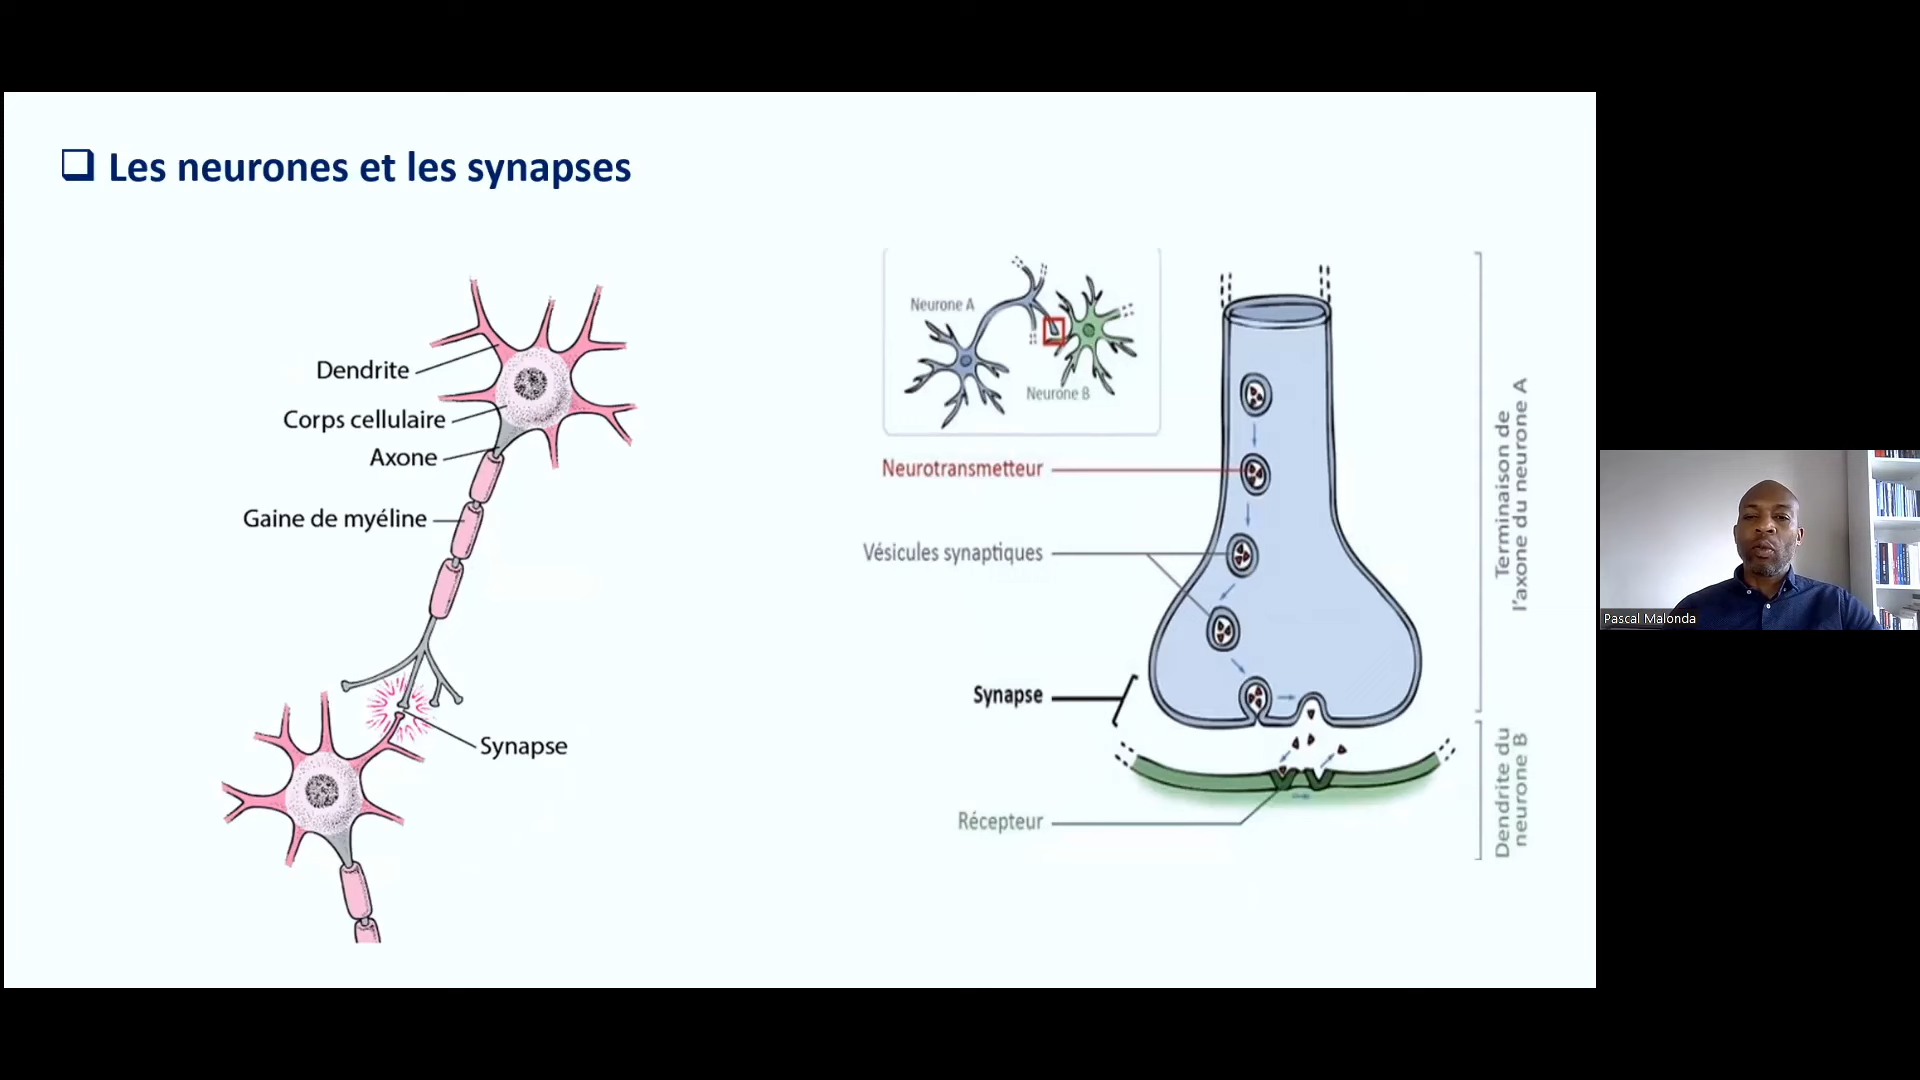 Les neurones et les synapses
Dendrite
Corps cellulaire
Axone
Gaine de myéline
Synapse
Neurone A
Neurone B
Neurotransmetteur
Vésicules synaptiques
Synapse
Récepteur
Terminaison de
l'axone du neurone A
Dendrite du
neurone B
Pascal Malonda